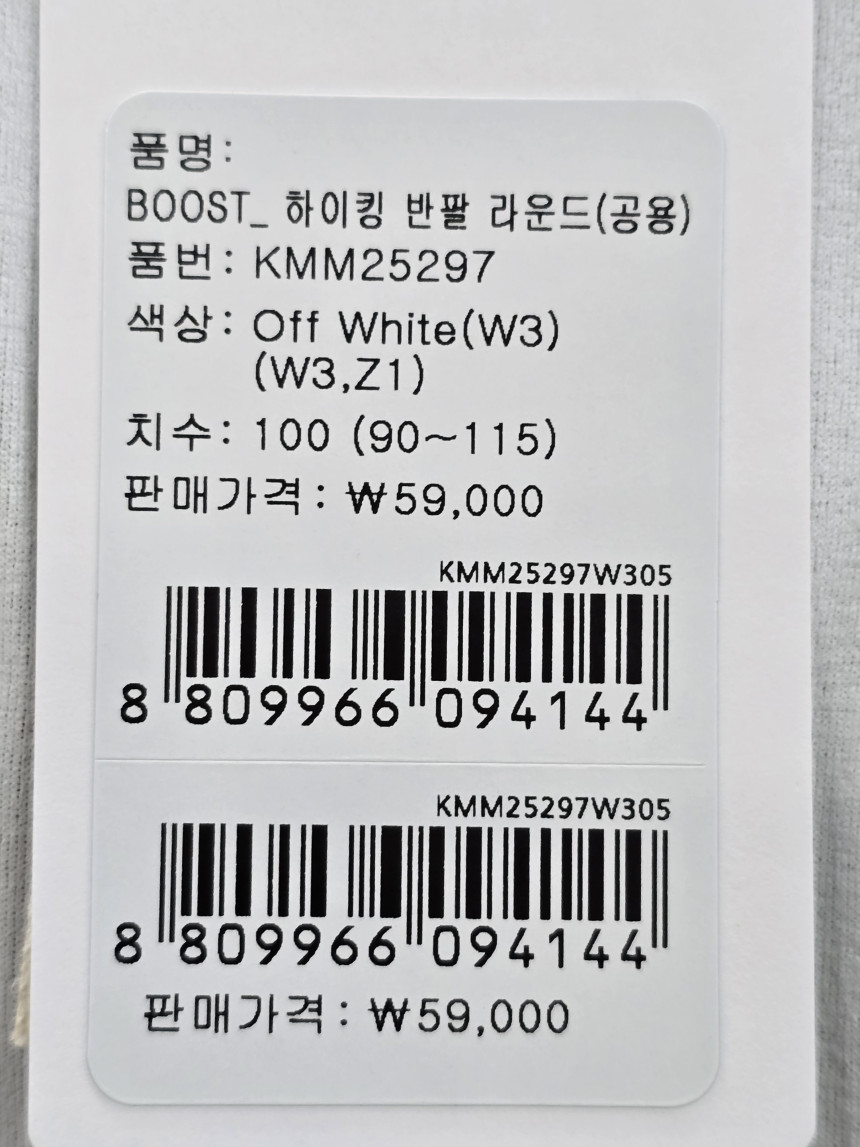 품명:
BOOST_ 하이킹 반팔 라운드(공용)
품번: KMM25297
색상: Off White(W3)
(W3,Z1)
치수: 100 (90~115)
판매가격: ₩59,000
KMM25297W305
8 809966 094144
KMM25297W305
8 809966 094144
판매가격: ₩59,000